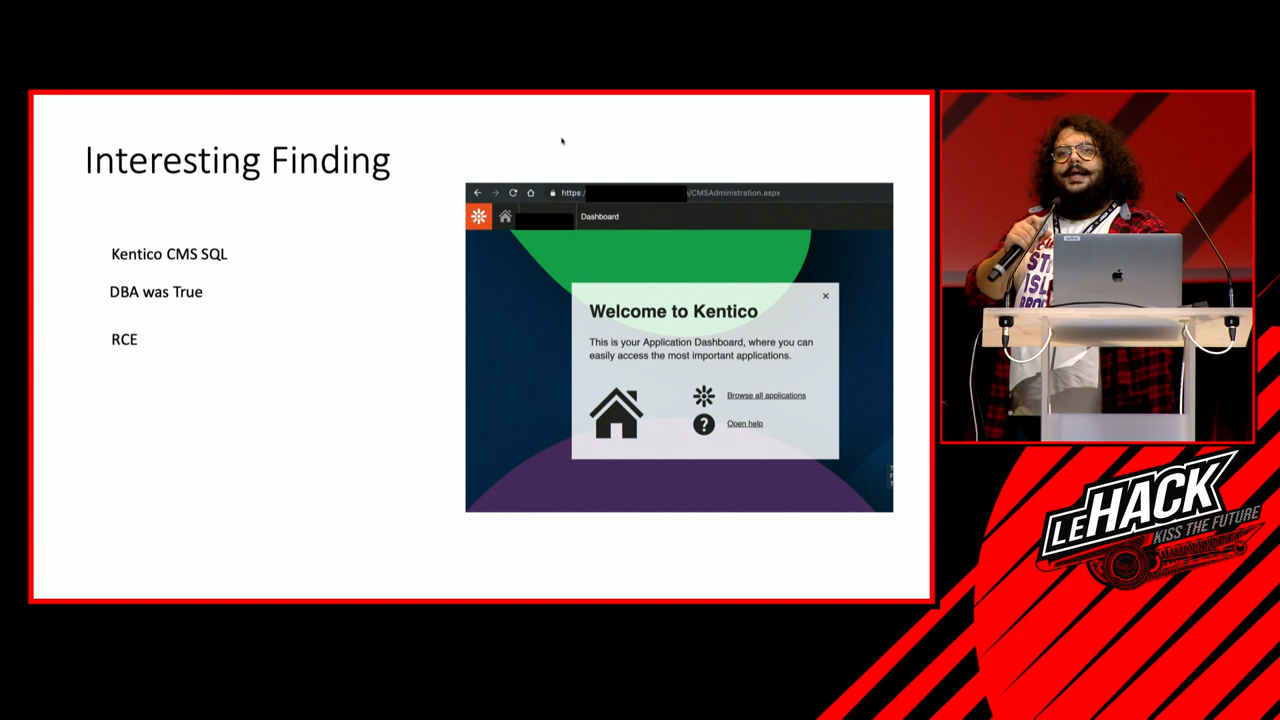 Interesting Finding
Kentico CMS SQL
DBA was True
RCE
https:/
/CMSAdministration.aspx
Dashboard
Welcome to Kentico
This is your Application Dashboard, where you can
easily access the most important applications.
Browse all applications
Open help
LEHACK
KISS THE FUTURE